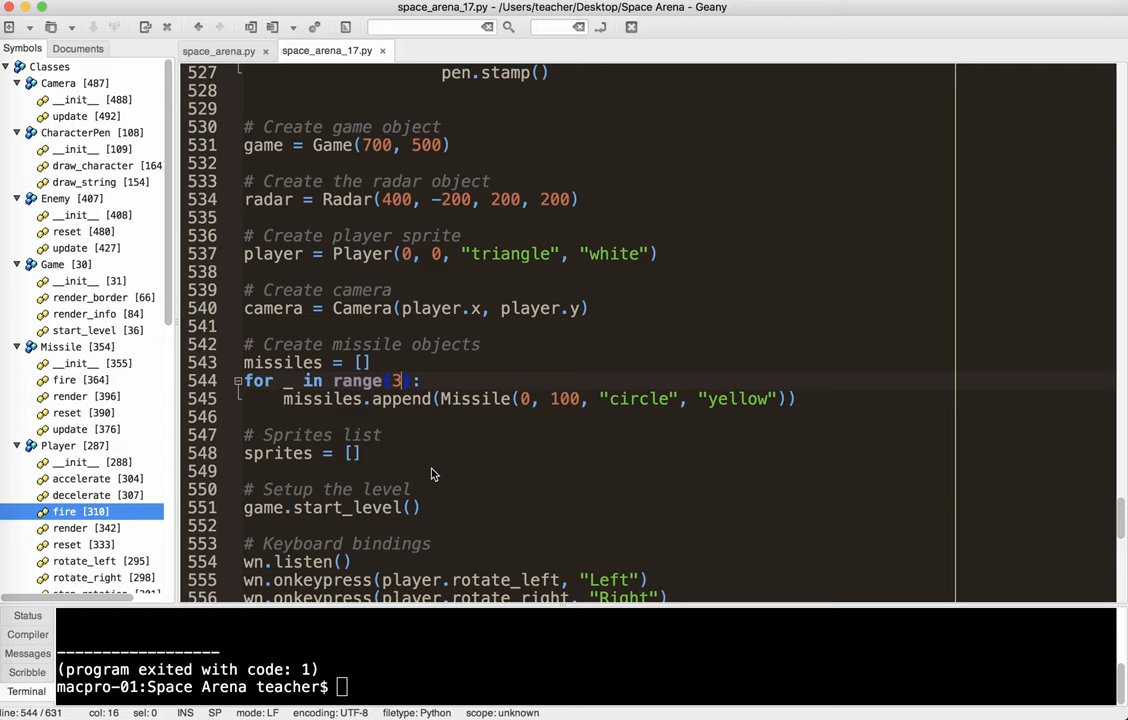 space_arena_17.py - /Users/teacher/Desktop/Space Arena - Geany
Symbols Documents
space_arena.py × space_arena_17.py ×
Classes
Camera [487]
__init__ [488]
update [492]
CharacterPen [108]
__init__ [109]
draw_character [164
draw_string [154]
Enemy [407]
__init__ [408]
reset [480]
update [427]
Game [30]
__init__ [31]
render_border [66]
render_info [84]
start_level [36]
Missile [354]
__init__ [355]
fire [364]
render [396]
reset [390]
update [376]
Player [287]
__init__ [288]
accelerate [304]
decelerate [307]
fire [310]
render [342]
reset [333]
rotate_left [295]
rotate_right [298]
527 pen.stamp()
528
529
530 # Create game object
531 game = Game(700, 500)
532
533 # Create the radar object
534 radar = Radar(400, -200, 200, 200)
535
536 # Create player sprite
537 player = Player(0, 0, "triangle", "white")
538
539 # Create camera
540 camera = Camera(player.x, player.y)
541
542 # Create missile objects
543 missiles = []
544 for _ in range(3):
545 missiles.append(Missile(0, 100, "circle", "yellow"))
546
547 # Sprites list
548 sprites = []
549
550 # Setup the level
551 game.start_level()
552
553 # Keyboard bindings
554 wn.listen()
555 wn.onkeypress(player.rotate_left, "Left")
556 wn.onkeypress(player.rotate_right, "Right")
Status
Compiler
Messages
Scribble
Terminal
------------------
(program exited with code: 1)
macpro-01:Space Arena teacher$
line: 544 / 631 col: 16 sel: 0 INS SP mode: LF encoding: UTF-8 filetype: Python scope: unknown